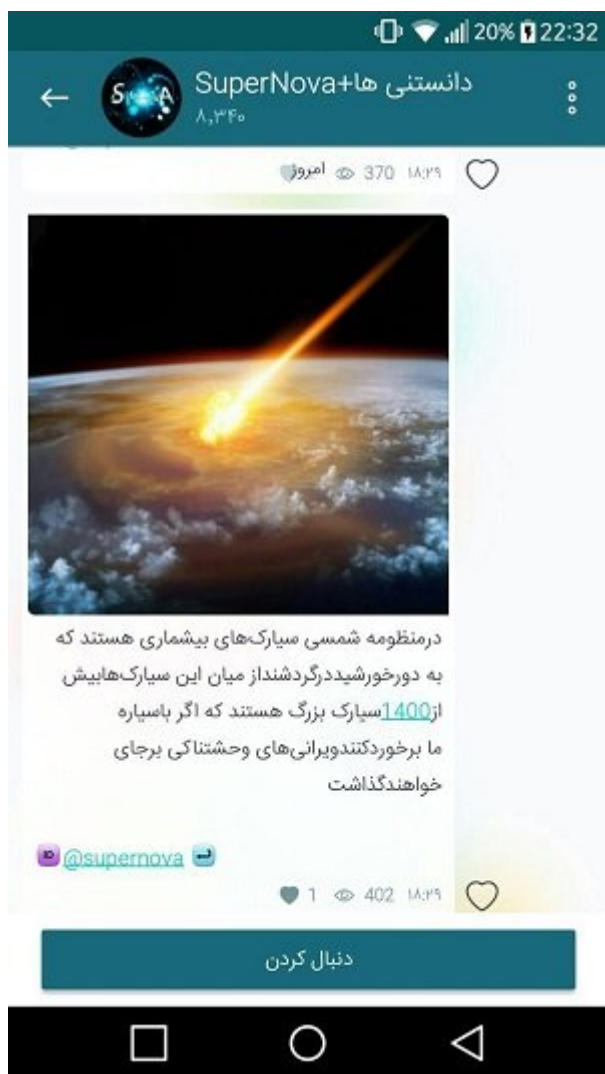 20% 22:32
دانستنی ها+SuperNova
۸,۳۴۰
امروز 370 ۱۸:۲۹
درمنظومه شمسی سیارک‌های بیشماری هستند که
به دورخورشیددرگردشنداز میان این سیارک‌هابیش
از1400سیارک بزرگ هستند که اگر باسیاره
ما برخوردکنندویرانی‌های وحشتناکی برجای
خواهندگذاشت
@supernova
1 402 ۱۸:۲۹
دنبال کردن